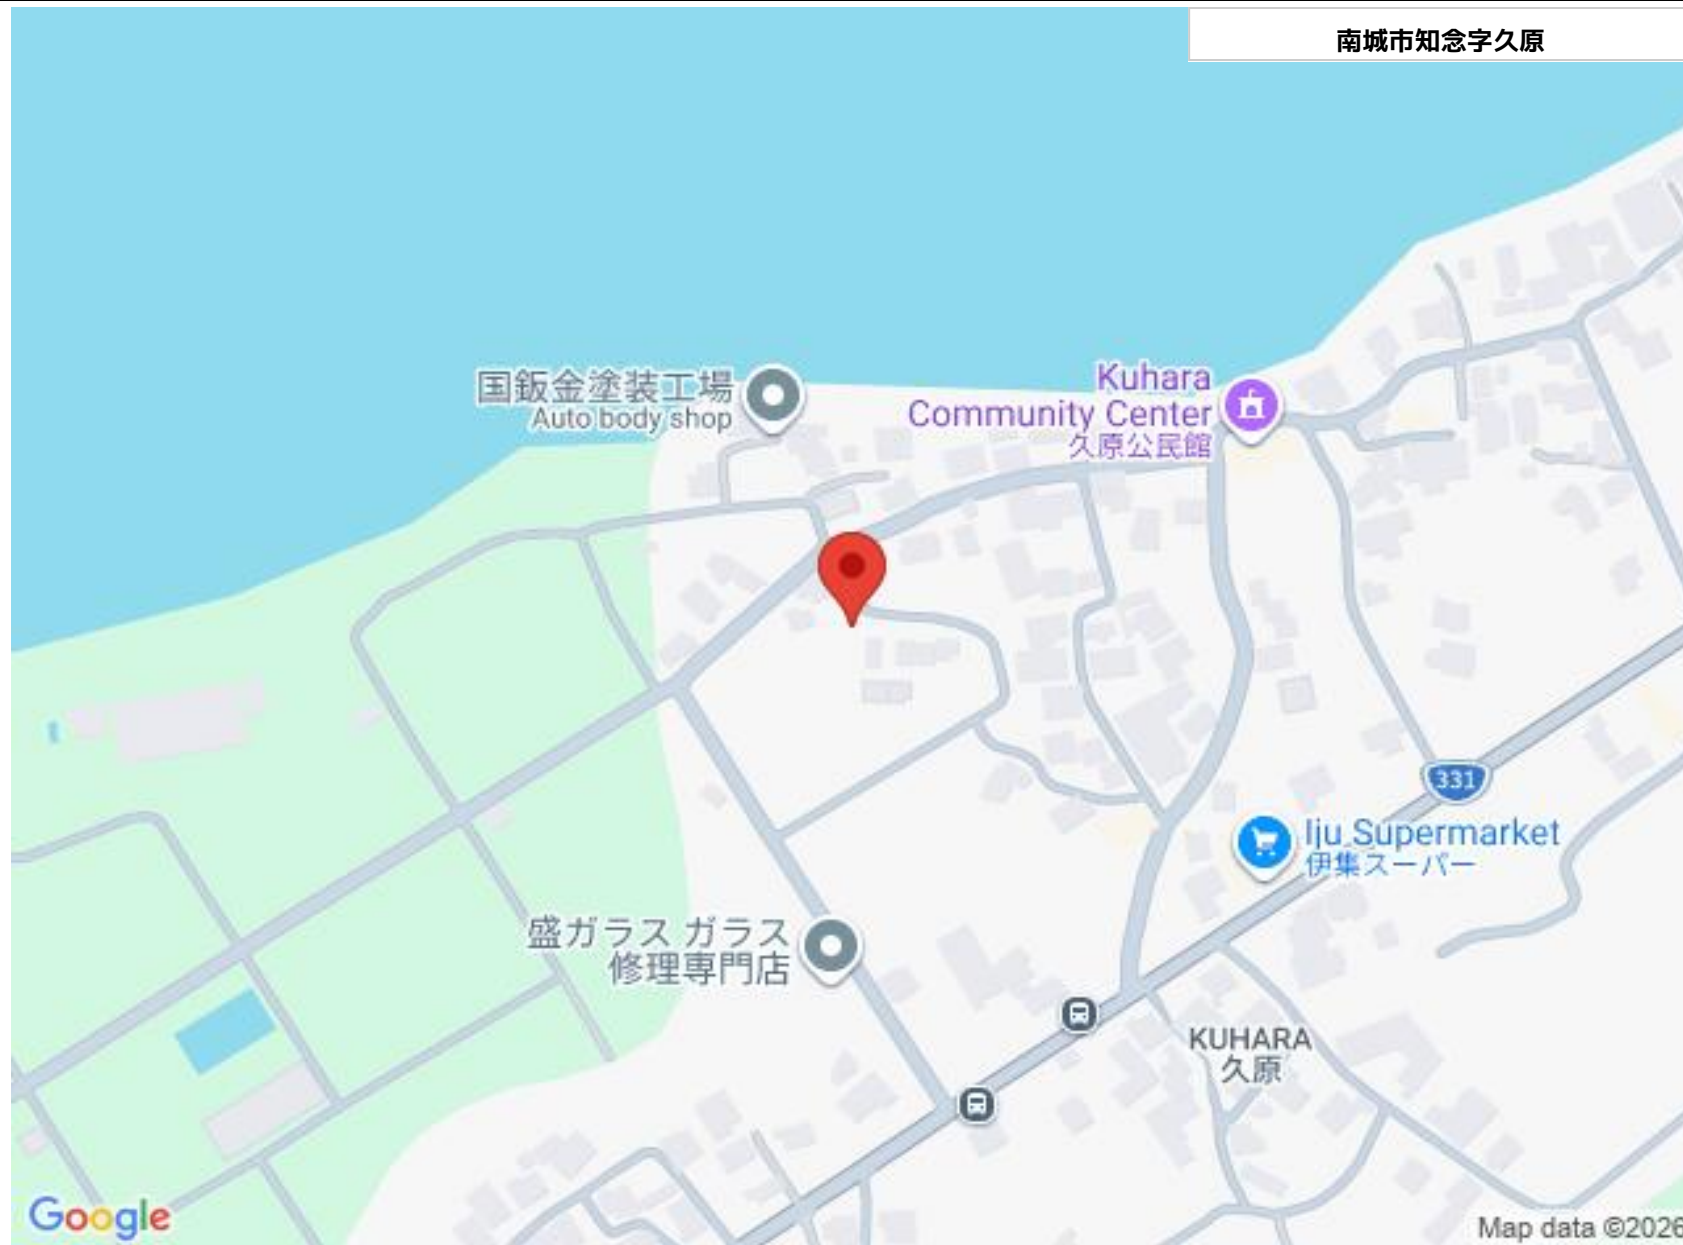 南城市知念字久原
国鈑金塗装工場
Auto body shop
Kuhara
Community Center
久原公民館
331
Iju Supermarket
伊集スーパー
盛ガラス ガラス
修理専門店
KUHARA
久原
Google
Map data ©2026